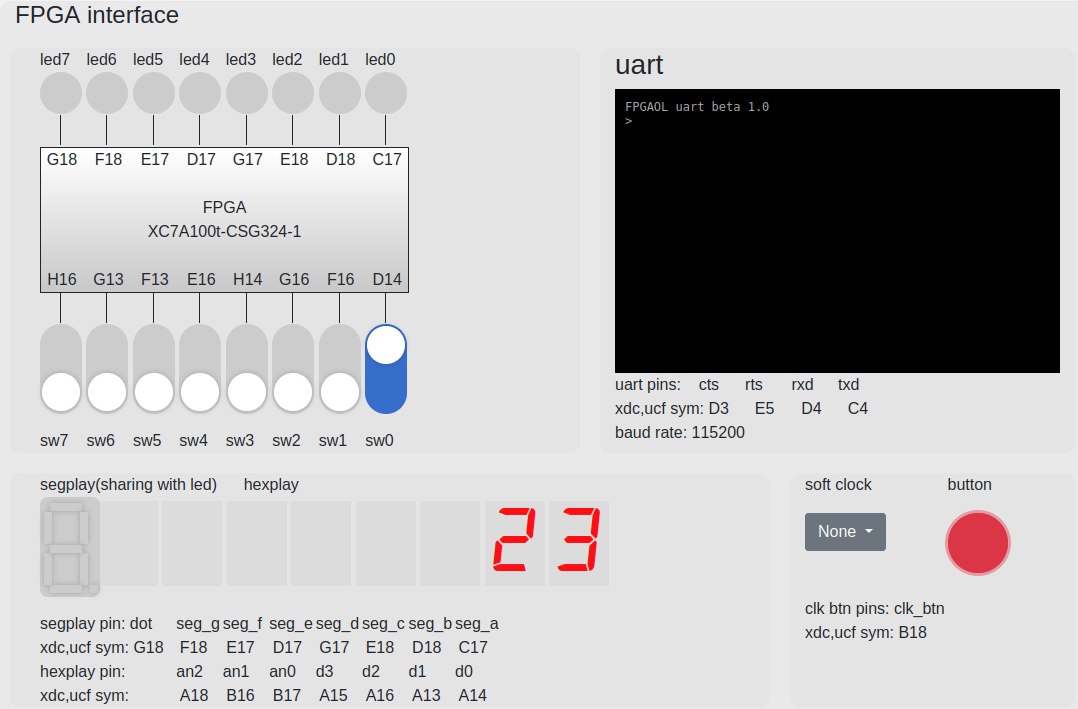 FPGA interface
led7 led6 led5 led4 led3 led2 led1 led0
G18 F18 E17 D17 G17 E18 D18 C17
FPGA
XC7A100t-CSG324-1
H16 G13 F13 E16 H14 G16 F16 D14
sw7 sw6 sw5 sw4 sw3 sw2 sw1 sw0
uart
FPGAOL uart beta 1.0
>
uart pins: cts rts rxd txd
xdc,ucf sym: D3 E5 D4 C4
baud rate: 115200
segplay(sharing with led) hexplay
23
segplay pin: dot seg_g seg_f seg_e seg_d seg_c seg_b seg_a
xdc,ucf sym: G18 F18 E17 D17 G17 E18 D18 C17
hexplay pin: an2 an1 an0 d3 d2 d1 d0
xdc,ucf sym: A18 B16 B17 A15 A16 A13 A14
soft clock button
None
clk btn pins: clk_btn
xdc,ucf sym: B18